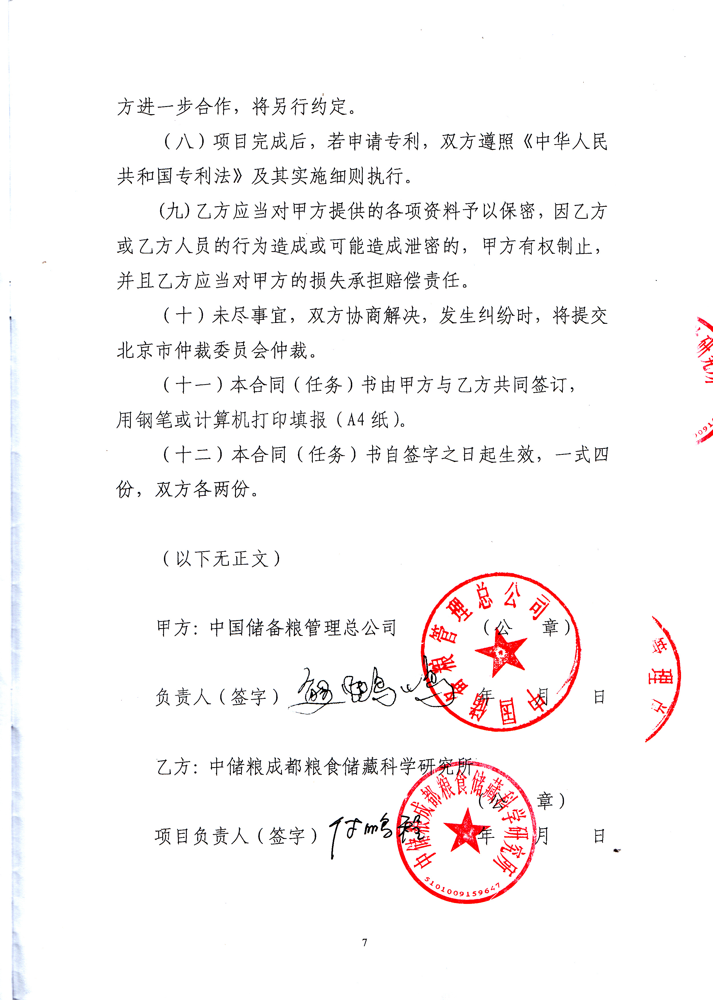 方进一步合作，将另行约定。
（八）项目完成后，若申请专利，双方遵照《中华人民
共和国专利法》及其实施细则执行。
(九)乙方应当对甲方提供的各项资料予以保密，因乙方
或乙方人员的行为造成或可能造成泄密的，甲方有权制止，
并且乙方应当对甲方的损失承担赔偿责任。
（十）未尽事宜，双方协商解决，发生纠纷时，将提交
北京市仲裁委员会仲裁。
（十一）本合同（任务）书由甲方与乙方共同签订，
用钢笔或计算机打印填报（A4 纸）。
（十二）本合同（任务）书自签字之日起生效，一式四
份，双方各两份。
（以下无正文）
甲方：中国储备粮管理总公司 （公 章）
中国储备粮管理总公司
负责人（签字） 年 月 日
管理
乙方：中储粮成都粮食储藏科学研究所
（公 章）
项目负责人（签字）付鹏程 年 月 日
中储粮成都粮食储藏科学研究所
5101009159647
研究所
0091
7